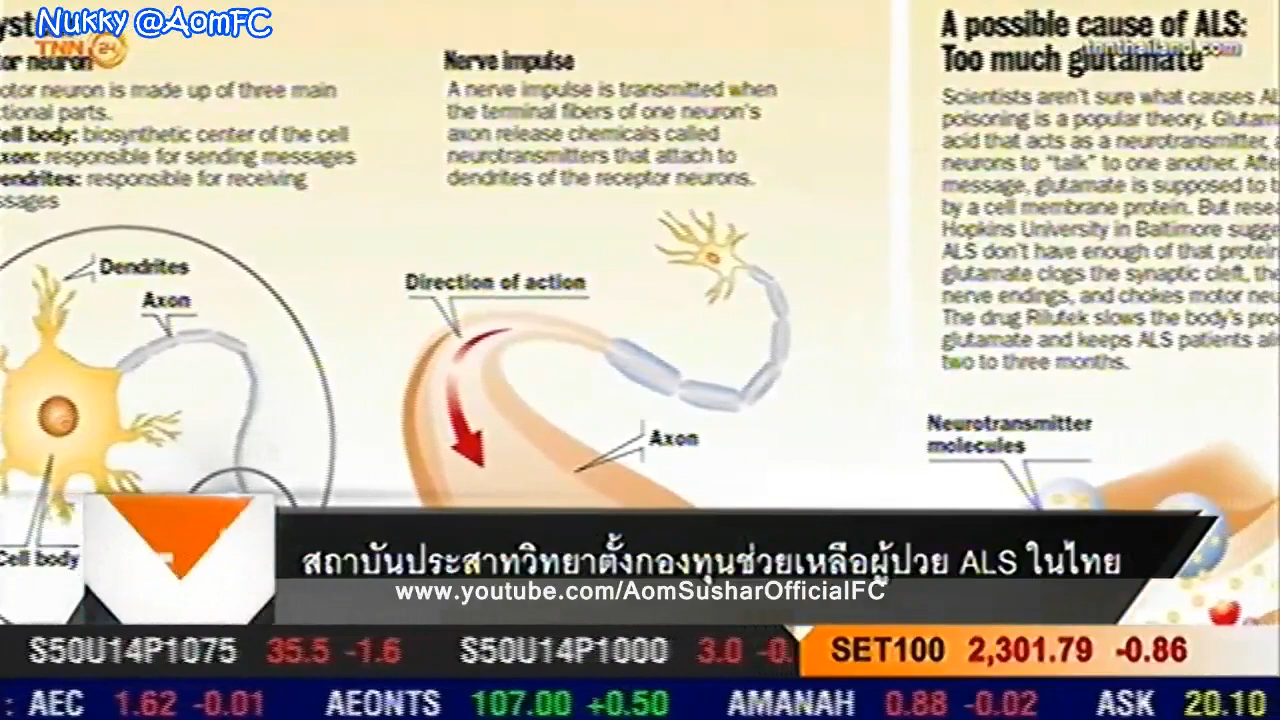 Nukky @AomFC
TNN 24
tnnthailand.com
or neuron
otor neuron is made up of three main
ctional parts.
ell body: biosynthetic center of the cell
xon: responsible for sending messages
endrites: responsible for receiving
ssages
Dendrites
Axon
Cell body
Nerve impulse
A nerve impulse is transmitted when
the terminal fibers of one neuron's
axon release chemicals called
neurotransmitters that attach to
dendrites of the receptor neurons.
Direction of action
Axon
A possible cause of ALS:
Too much glutamate
Scientists aren't sure what causes AL
poisoning is a popular theory. Glutam
acid that acts as a neurotransmitter, a
neurons to "talk" to one another. Afte
message, glutamate is supposed to b
by a cell membrane protein. But rese
Hopkins University in Baltimore sugge
ALS don't have enough of that protein
glutamate clogs the synaptic cleft, the
nerve endings, and chokes motor neu
The drug Rilutek slows the body's pro
glutamate and keeps ALS patients ali
two to three months.
Neurotransmitter
molecules
สถาบันประสาทวิทยาตั้งกองทุนช่วยเหลือผู้ป่วย ALS ในไทย
www.youtube.com/AomSusharOfficialFC
S50U14P1075 35.5 -1.6 S50U14P1000 3.0 -0. SET100 2,301.79 -0.86
: AEC 1.62 -0.01 AEONTS 107.00 +0.50 AMANAH 0.88 -0.02 ASK 20.10